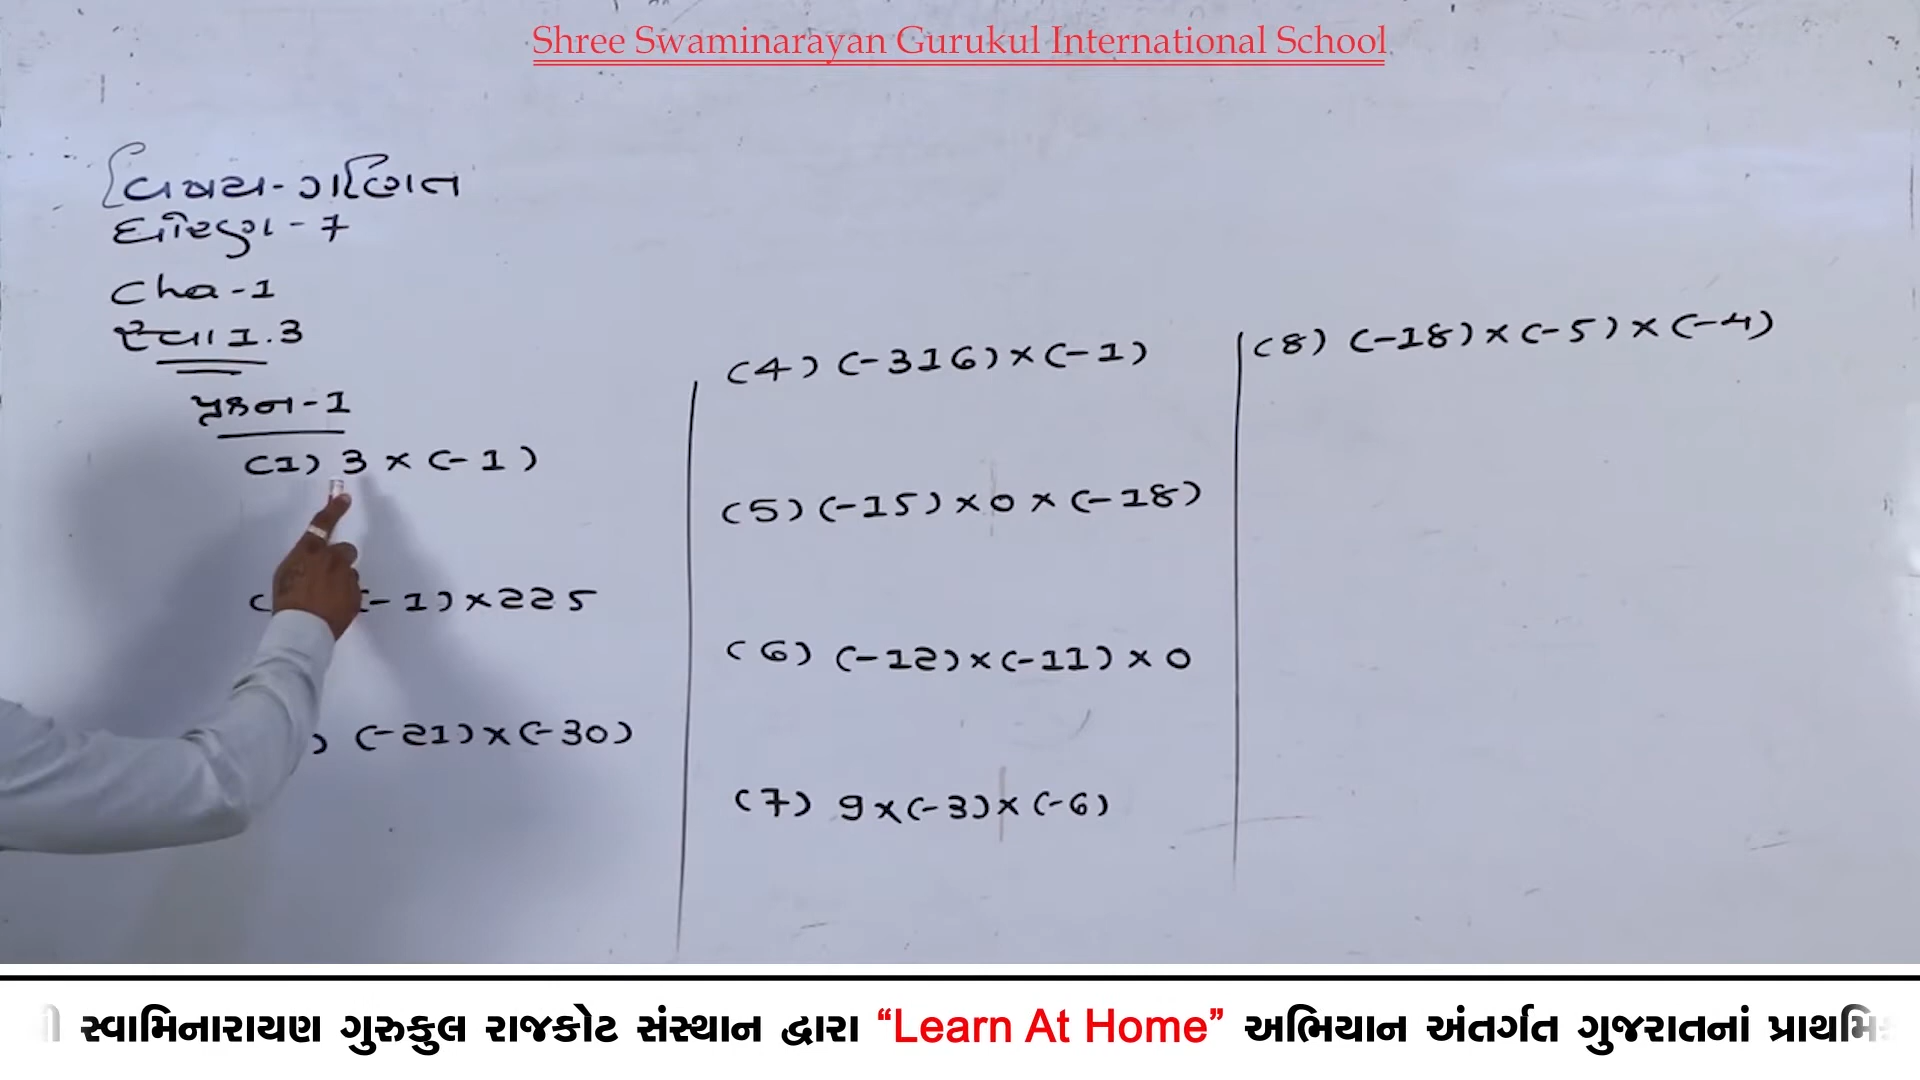 Shree Swaminarayan Gurukul International School
વિષય-ગણિત
ધોરણ-7
Cha-1
સ્વા 1.3
પ્રશ્ન-1
(1) 3 × (-1)
(-1) × 225
) (-21) × (-30)
(4) (-316) × (-1)
(5) (-15) × 0 × (-18)
(6) (-12) × (-11) × 0
(7) 9 × (-3) × (-6)
(8) (-18) × (-5) × (-4)
સ્વામિનારાયણ ગુરુકુલ રાજકોટ સંસ્થાન દ્વારા “Learn At Home” અભિયાન અંતર્ગત ગુજરાતનાં